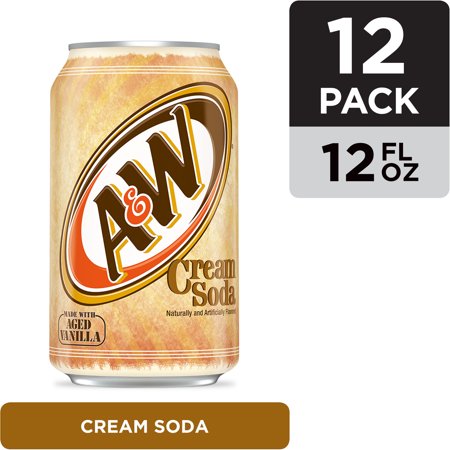 12
PACK
12 FL OZ
A&W
Cream
Soda
Naturally and Artificially Flavored
MADE WITH
AGED
VANILLA
CREAM SODA